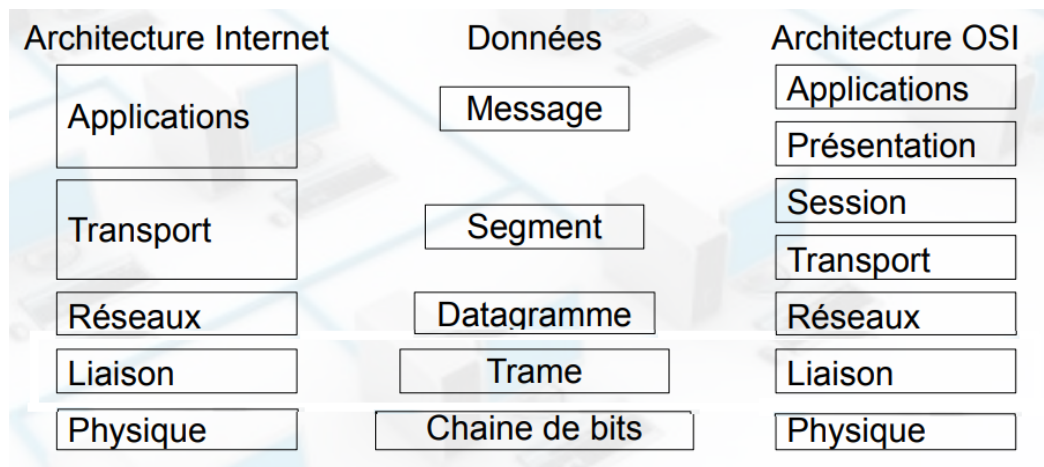 Architecture Internet
Données
Architecture OSI
Applications
Message
Applications
Présentation
Transport
Segment
Session
Transport
Réseaux
Datagramme
Réseaux
Liaison
Trame
Liaison
Physique
Chaine de bits
Physique